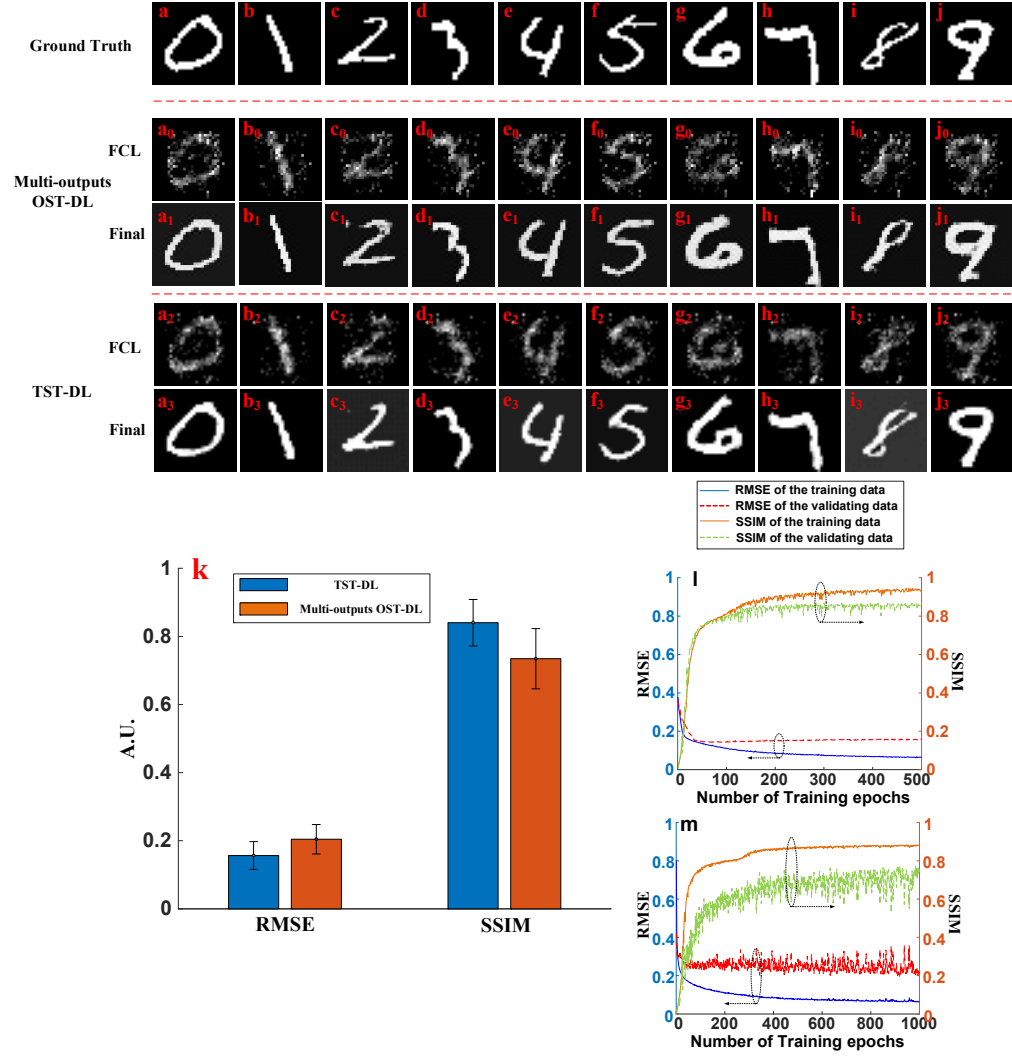 a b c d e f g h i j
Ground Truth
a0 b0 c0 d0 e0 f0 g0 h0 i0 j0
FCL
Multi-outputs
OST-DL
a1 b1 c1 d1 e1 f1 g1 h1 i1 j1
Final
a2 b2 c2 d2 e2 f2 g2 h2 i2 j2
FCL
TST-DL
a3 b3 c3 d3 e3 f3 g3 h3 i3 j3
Final
RMSE of the training data
RMSE of the validating data
SSIM of the training data
SSIM of the validating data
k
TST-DL
Multi-outputs OST-DL
A.U.
1
0.8
0.6
0.4
0.2
0
RMSE SSIM
l
RMSE
1
0.8
0.6
0.4
0.2
0
SSIM
1
0.8
0.6
0.4
0.2
0
0 100 200 300 400 500
Number of Training epochs
m
RMSE
1
0.8
0.6
0.4
0.2
0
SSIM
1
0.8
0.6
0.4
0.2
0
0 200 400 600 800 1000
Number of Training epochs